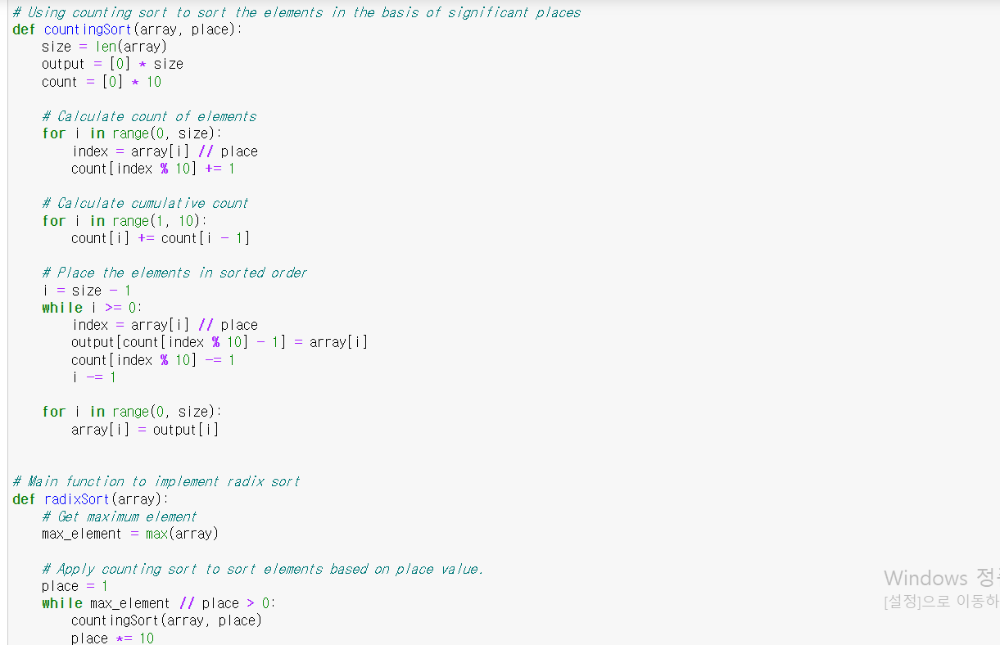 # Using counting sort to sort the elements in the basis of significant places
def countingSort(array, place):
    size = len(array)
    output = [0] * size
    count = [0] * 10

    # Calculate count of elements
    for i in range(0, size):
        index = array[i] // place
        count[index % 10] += 1

    # Calculate cumulative count
    for i in range(1, 10):
        count[i] += count[i - 1]

    # Place the elements in sorted order
    i = size - 1
    while i >= 0:
        index = array[i] // place
        output[count[index % 10] - 1] = array[i]
        count[index % 10] -= 1
        i -= 1

    for i in range(0, size):
        array[i] = output[i]


# Main function to implement radix sort
def radixSort(array):
    # Get maximum element
    max_element = max(array)

    # Apply counting sort to sort elements based on place value.
    place = 1
    while max_element // place > 0:
        countingSort(array, place)
        place *= 10
Windows
[설정]으로 이동하